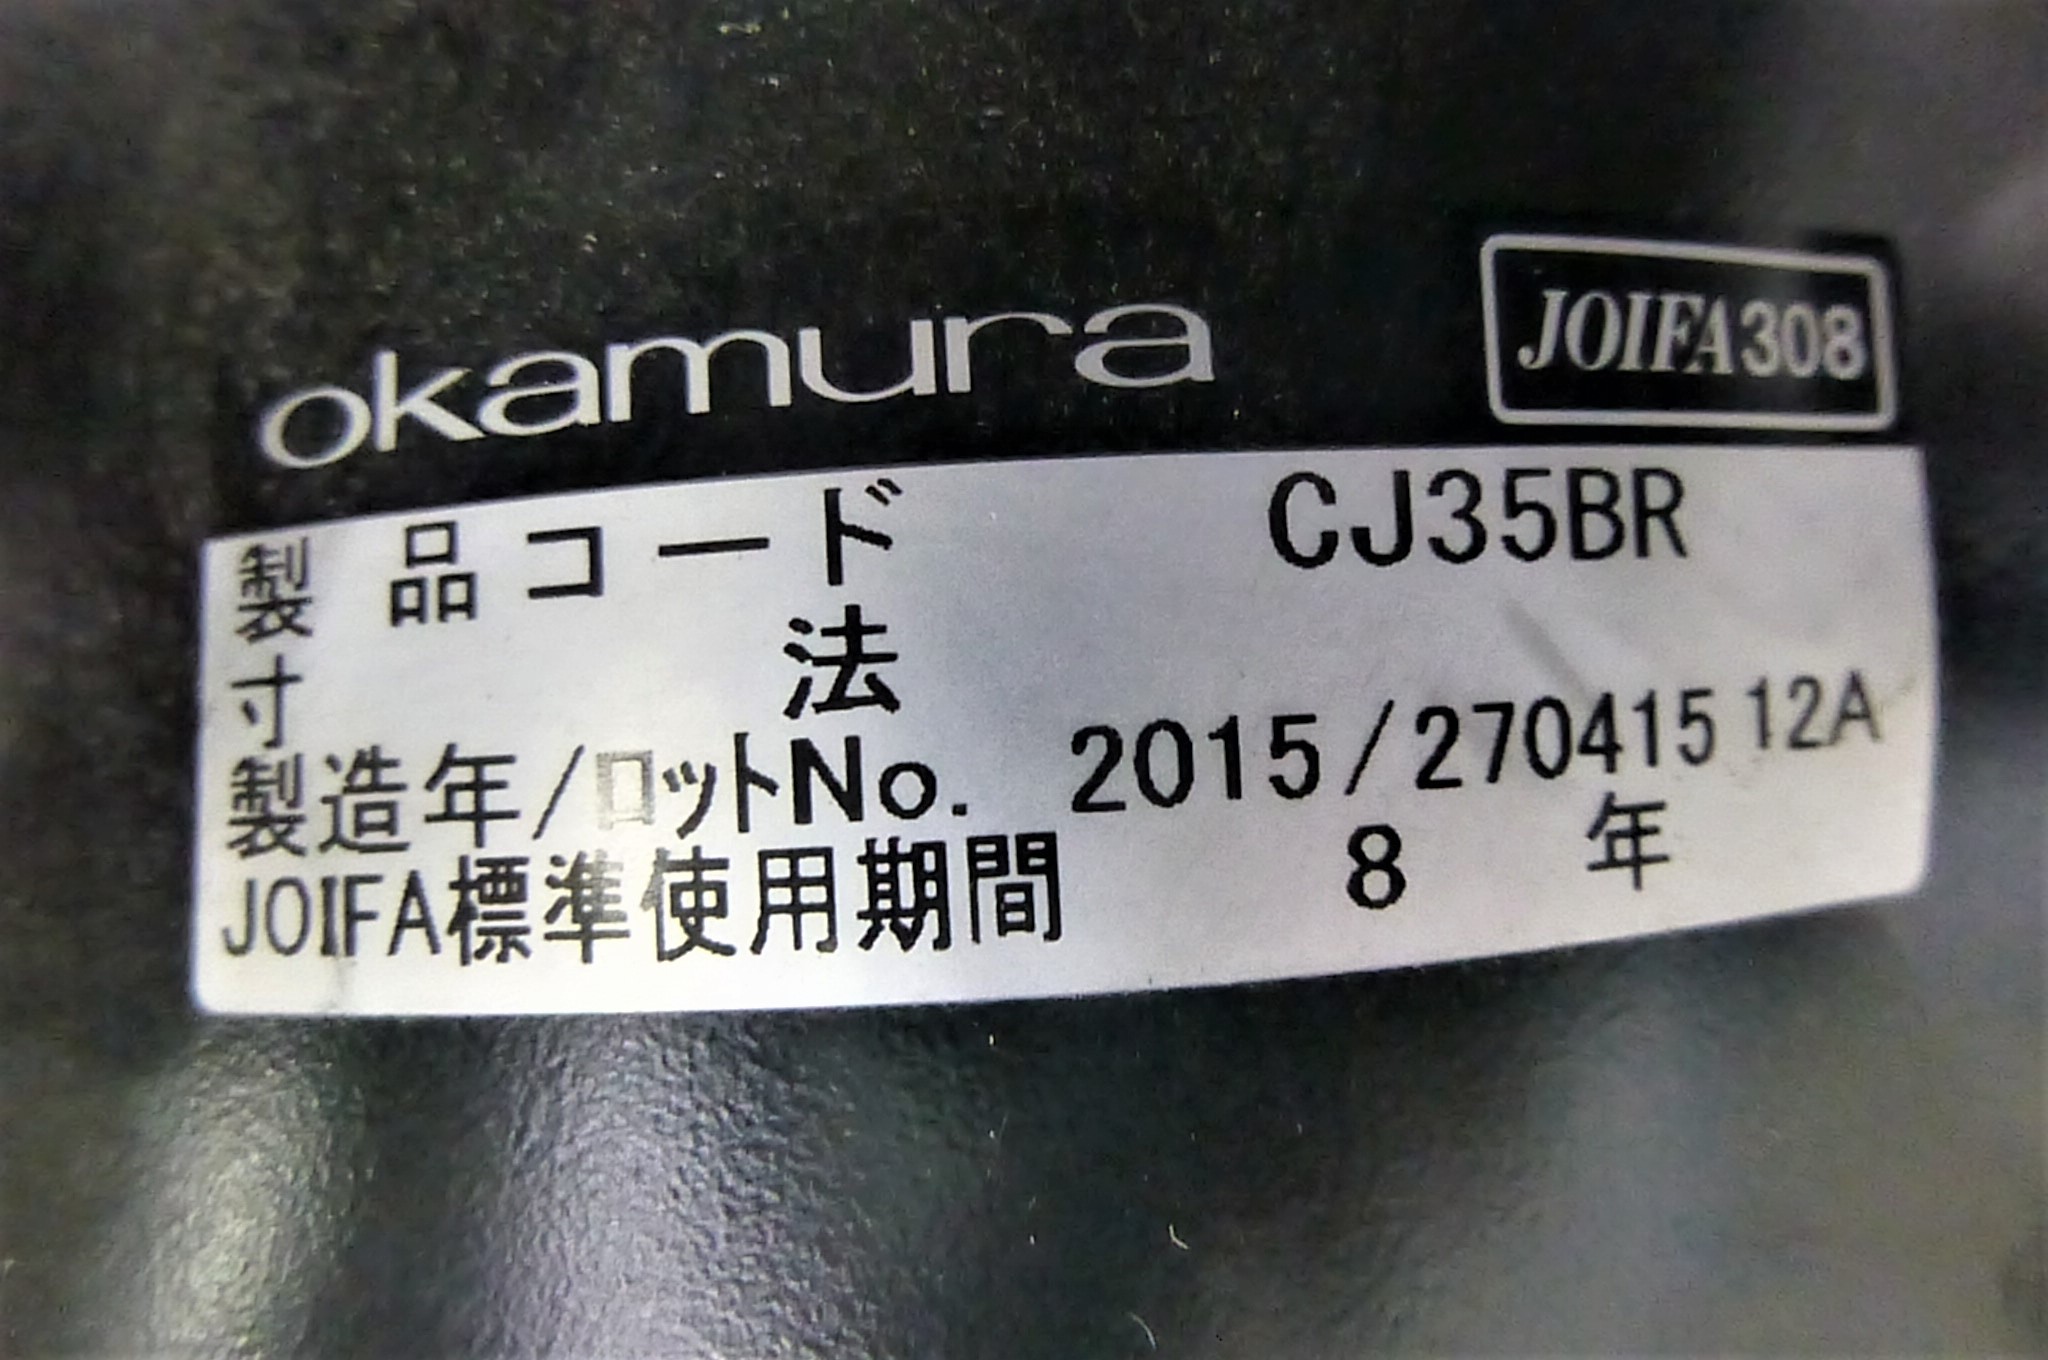 okamura
JOIFA308
製品コード CJ35BR
寸法
製造年/ロットNo. 2015/270415 12A
JOIFA標準使用期間 8 年